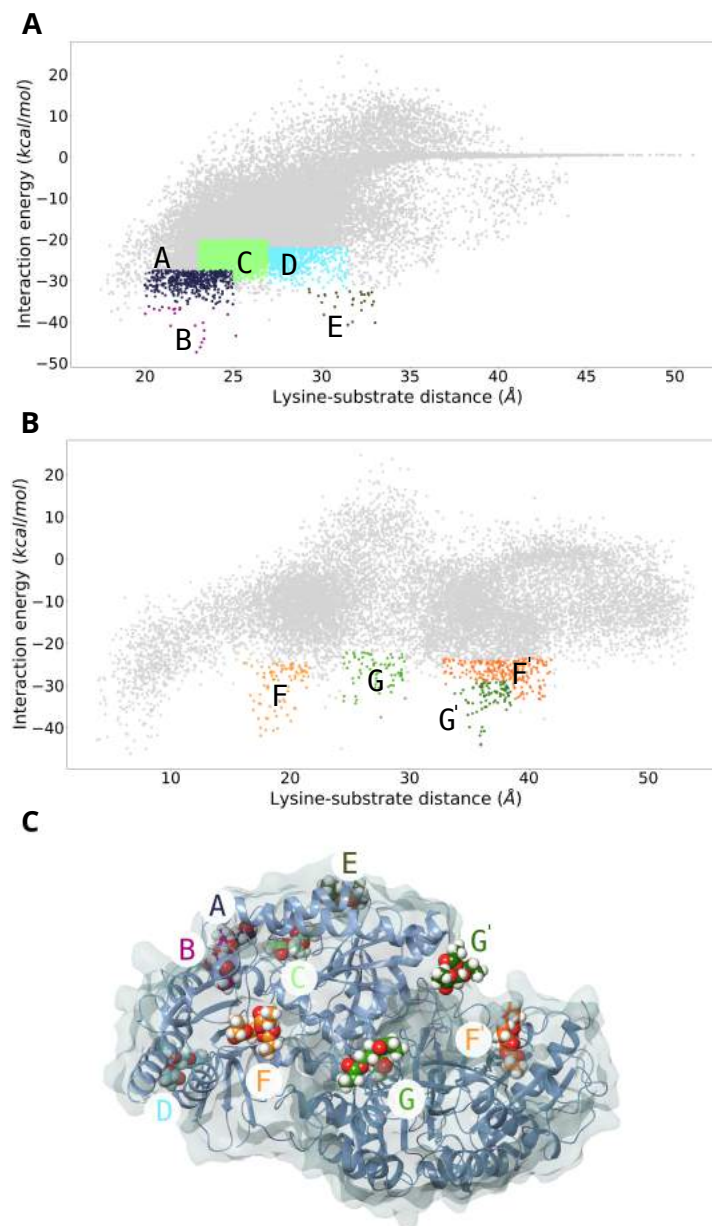 A
Interaction energy (kcal/mol)
20
10
0
−10
−20
−30
−40
−50
A
B
C
D
E
20
25
30
35
40
45
50
Lysine-substrate distance (Å)
B
Interaction energy (kcal/mol)
20
10
0
−10
−20
−30
−40
F
G
G'
F'
10
20
30
40
50
Lysine-substrate distance (Å)
C
E
A
B
C
G'
F
F'
D
G